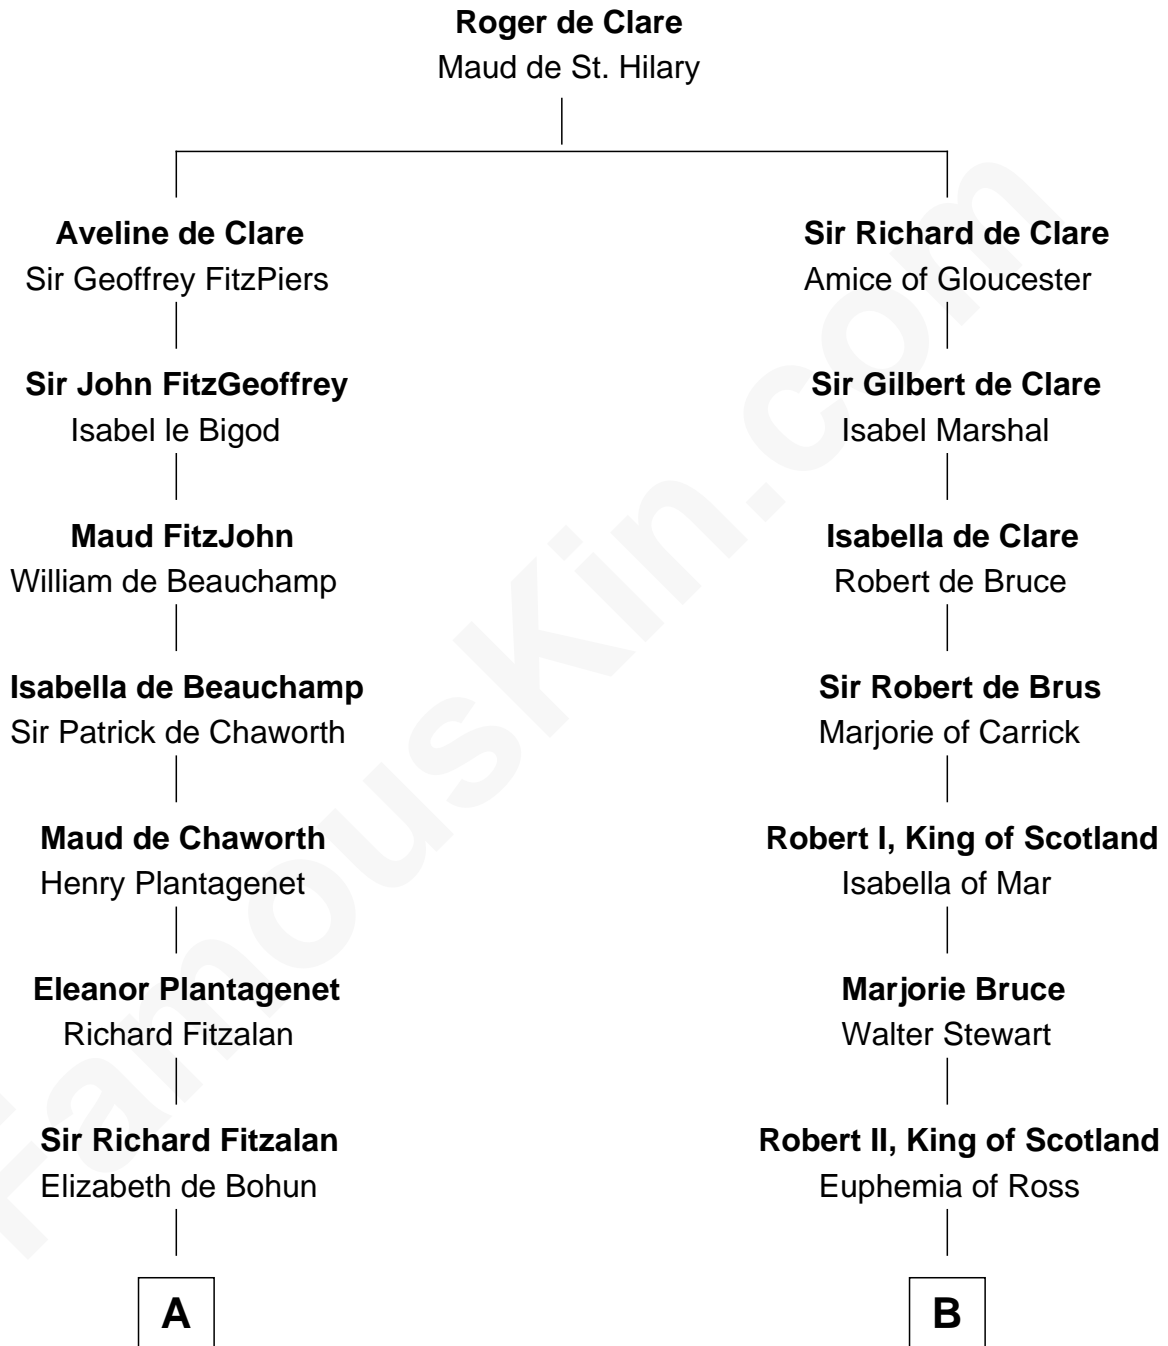 Roger de Clare
Maud de St. Hilary
Aveline de Clare
Sir Geoffrey FitzPiers
Sir Richard de Clare
Amice of Gloucester
Sir John FitzGeoffrey
Isabel le Bigod
Sir Gilbert de Clare
Isabel Marshal
Maud FitzJohn
William de Beauchamp
Isabella de Clare
Robert de Bruce
Isabella de Beauchamp
Sir Patrick de Chaworth
Sir Robert de Brus
Marjorie of Carrick
Maud de Chaworth
Henry Plantagenet
Robert I, King of Scotland
Isabella of Mar
Eleanor Plantagenet
Richard Fitzalan
Marjorie Bruce
Walter Stewart
Sir Richard Fitzalan
Elizabeth de Bohun
Robert II, King of Scotland
Euphemia of Ross
A
B
FamousKin.com